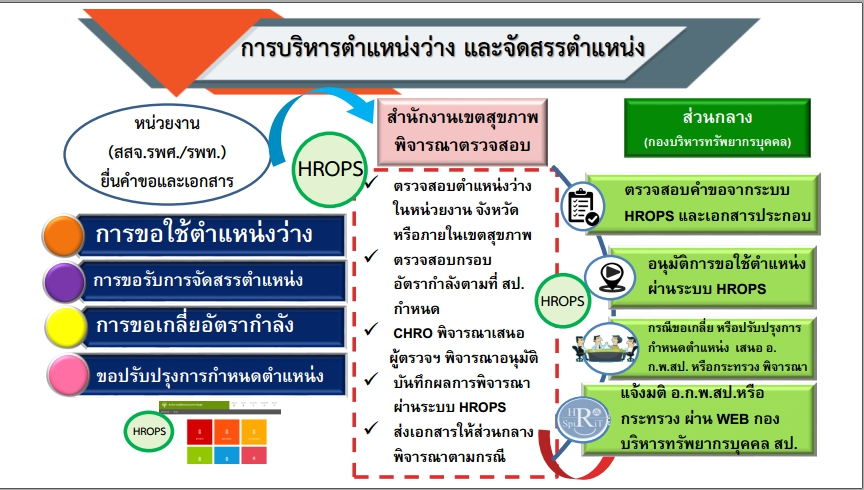 การบริหารตำแหน่งว่าง และจัดสรรตำแหน่ง
หน่วยงาน
(สสจ.รพศ./รพท.)
ยื่นคำขอและเอกสาร
HROPS
การขอใช้ตำแหน่งว่าง
การขอรับการจัดสรรตำแหน่ง
การขอเกลี่ยอัตรากำลัง
ขอปรับปรุงการกำหนดตำแหน่ง
HROPS
สำนักงานเขตสุขภาพ
พิจารณาตรวจสอบ
ตรวจสอบตำแหน่งว่าง
ในหน่วยงาน จังหวัด
หรือภายในเขตสุขภาพ
ตรวจสอบกรอบ
อัตรากำลังตามที่ สป.
กำหนด
CHRO พิจารณาเสนอ
ผู้ตรวจฯ พิจารณาอนุมัติ
บันทึกผลการพิจารณา
ผ่านระบบ HROPS
ส่งเอกสารให้ส่วนกลาง
พิจารณาตามกรณี
ส่วนกลาง
(กองบริหารทรัพยากรบุคคล)
ตรวจสอบคำขอจากระบบ
HROPS และเอกสารประกอบ
HROPS
อนุมัติการขอใช้ตำแหน่ง
ผ่านระบบ HROPS
กรณีขอเกลี่ย หรือปรับปรุงการ
กำหนดตำแหน่ง เสนอ อ.
ก.พ.สป. หรือกระทรวง พิจารณา
HR
SpiRiT
แจ้งมติ อ.ก.พ.สป.หรือ
กระทรวง ผ่าน WEB กอง
บริหารทรัพยากรบุคคล สป.